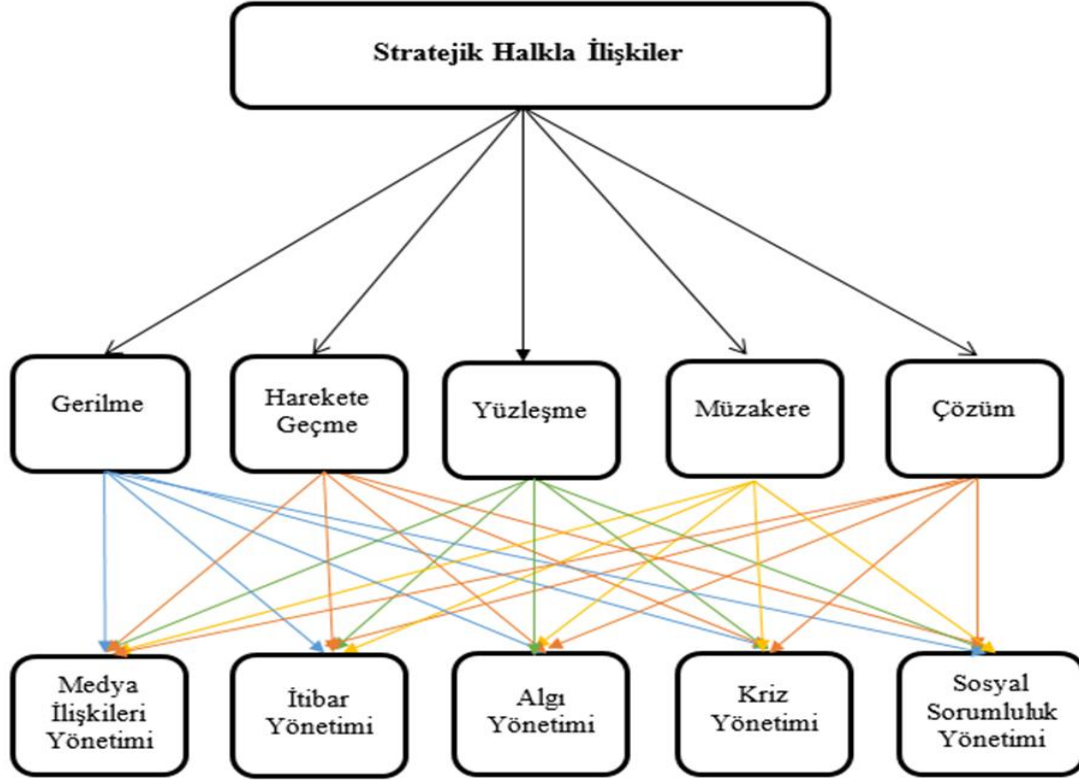 Stratejik Halkla İlişkiler
Gerilme
Harekete
Geçme
Yüzleşme
Müzakere
Çözüm
Medya
İlişkileri
Yönetimi
İtibar
Yönetimi
Algı
Yönetimi
Kriz
Yönetimi
Sosyal
Sorumluluk
Yönetimi